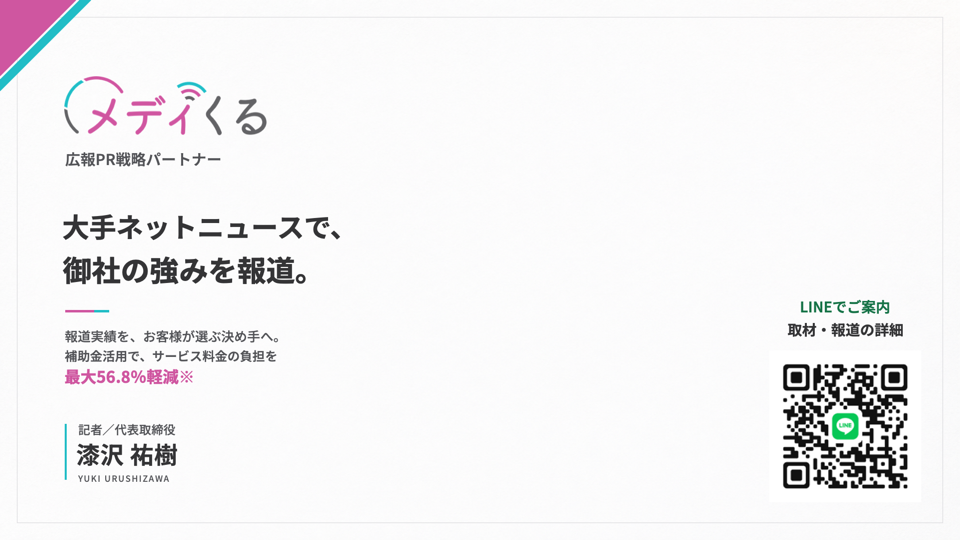 メディくる
広報PR戦略パートナー
大手ネットニュースで、
御社の強みを報道。
報道実績を、お客様が選ぶ決め手へ。
補助金活用で、サービス料金の負担を
最大56.8%軽減※
記者／代表取締役
漆沢 祐樹
YUKI URUSHIZAWA
LINEでご案内
取材・報道の詳細
LINE